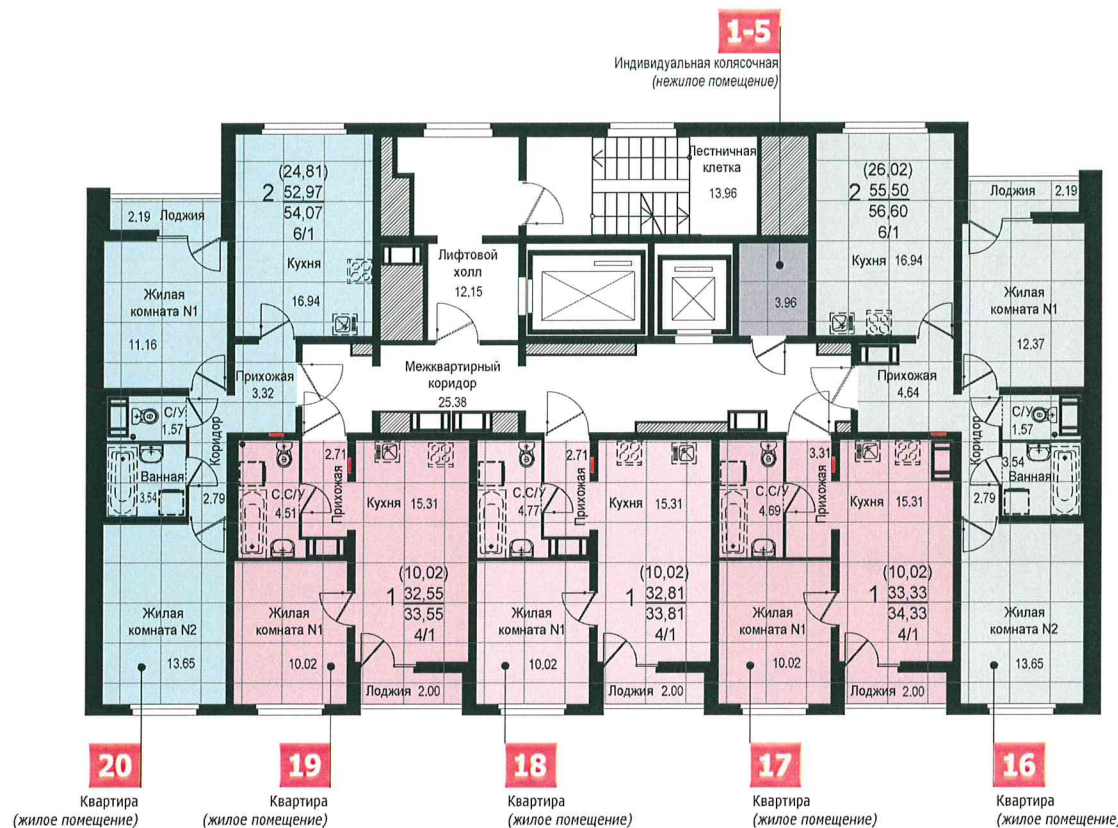 1-5
Индивидуальная колясочная
(нежилое помещение)
Лестничная
клетка
13.96
(24,81)
2 52,97
54,07
6/1
Кухня
16.94
2.19 Лоджия
Жилая
комната N1
11.16
Прихожая
3.32
С/У
1.57
Коридор
Ванная
3.54
2.79
Жилая
комната N2
13.65
Лифтовой
холл
12.15
Межквартирный
коридор
25.38
3.96
(26,02)
2 55,50
56,60
6/1
Кухня 16.94
Лоджия 2.19
Жилая
комната N1
12.37
Прихожая
4.64
С/У
1.57
Коридор
3.54
Ванная
2.79
Жилая
комната N2
13.65
2.71
Прихожая
С.С/У
4.51
Кухня 15.31
(10,02)
1 32,55
33,55
4/1
Жилая
комната N1
10.02
Лоджия 2.00
2.71
Прихожая
С.С/У
4.77
Кухня 15.31
(10,02)
1 32,81
33,81
4/1
Жилая
комната N1
10.02
Лоджия 2.00
3.31
Прихожая
С.С/У
4.69
Кухня 15.31
(10,02)
1 33,33
34,33
4/1
Жилая
комната N1
10.02
Лоджия 2.00
20
Квартира
(жилое помещение)
19
Квартира
(жилое помещение)
18
Квартира
(жилое помещение)
17
Квартира
(жилое помещение)
16
Квартира
(жилое помещение)